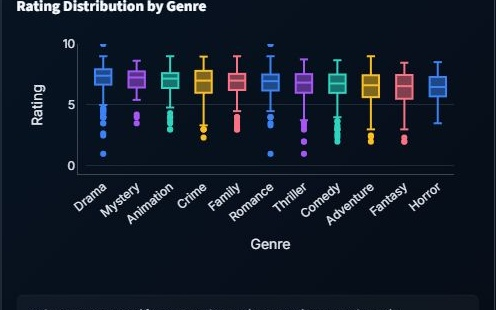 Rating Distribution by Genre
10
5
0
Rating
Drama
Mystery
Animation
Crime
Family
Romance
Thriller
Comedy
Adventure
Fantasy
Horror
Genre